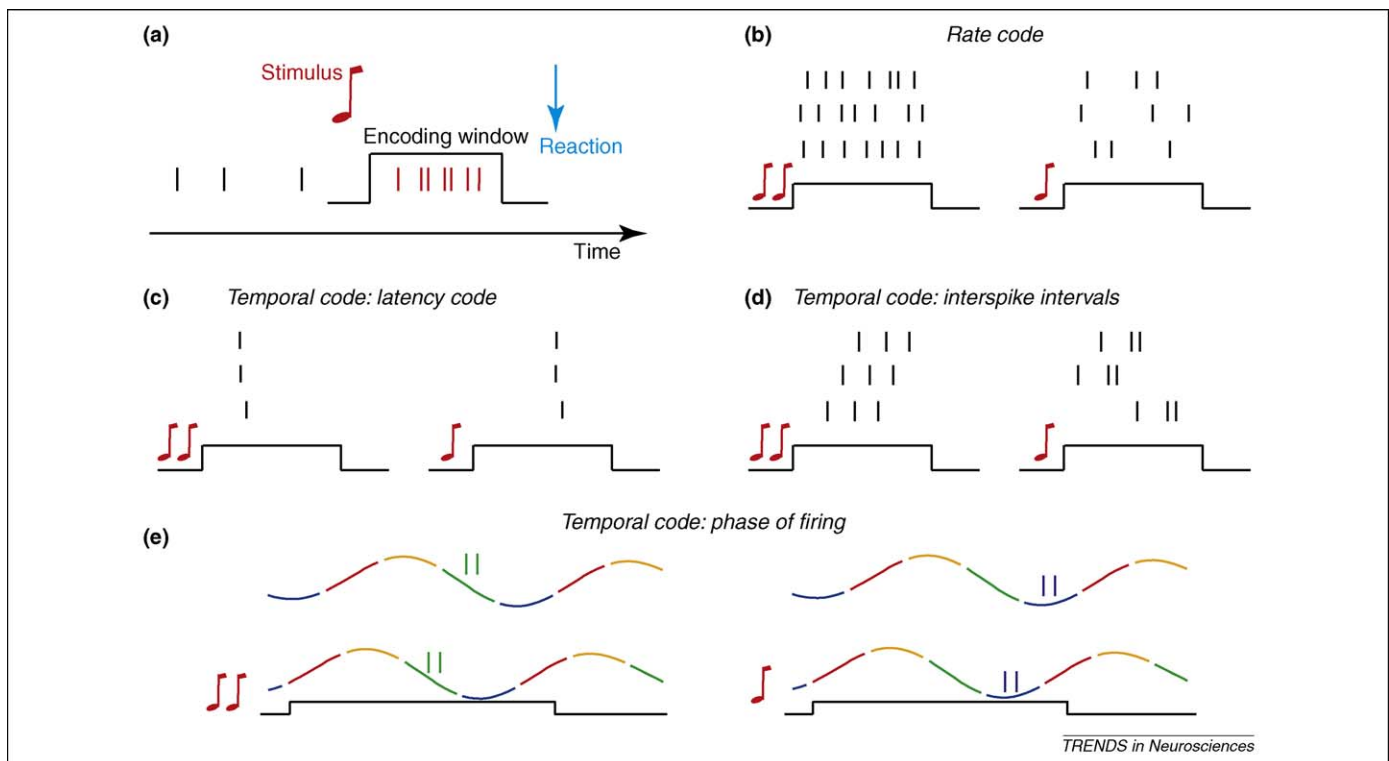 (a)
Stimulus
Encoding window
Reaction
Time
(b) Rate code
(c) Temporal code: latency code
(d) Temporal code: interspike intervals
(e) Temporal code: phase of firing
TRENDS in Neurosciences